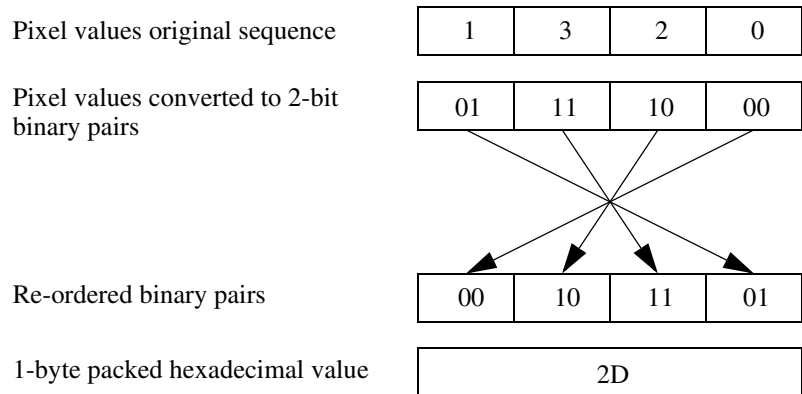 Pixel values original sequence 1 3 2 0
Pixel values converted to 2-bit
binary pairs
01 11 10 00
Re-ordered binary pairs 00 10 11 01
1-byte packed hexadecimal value 2D